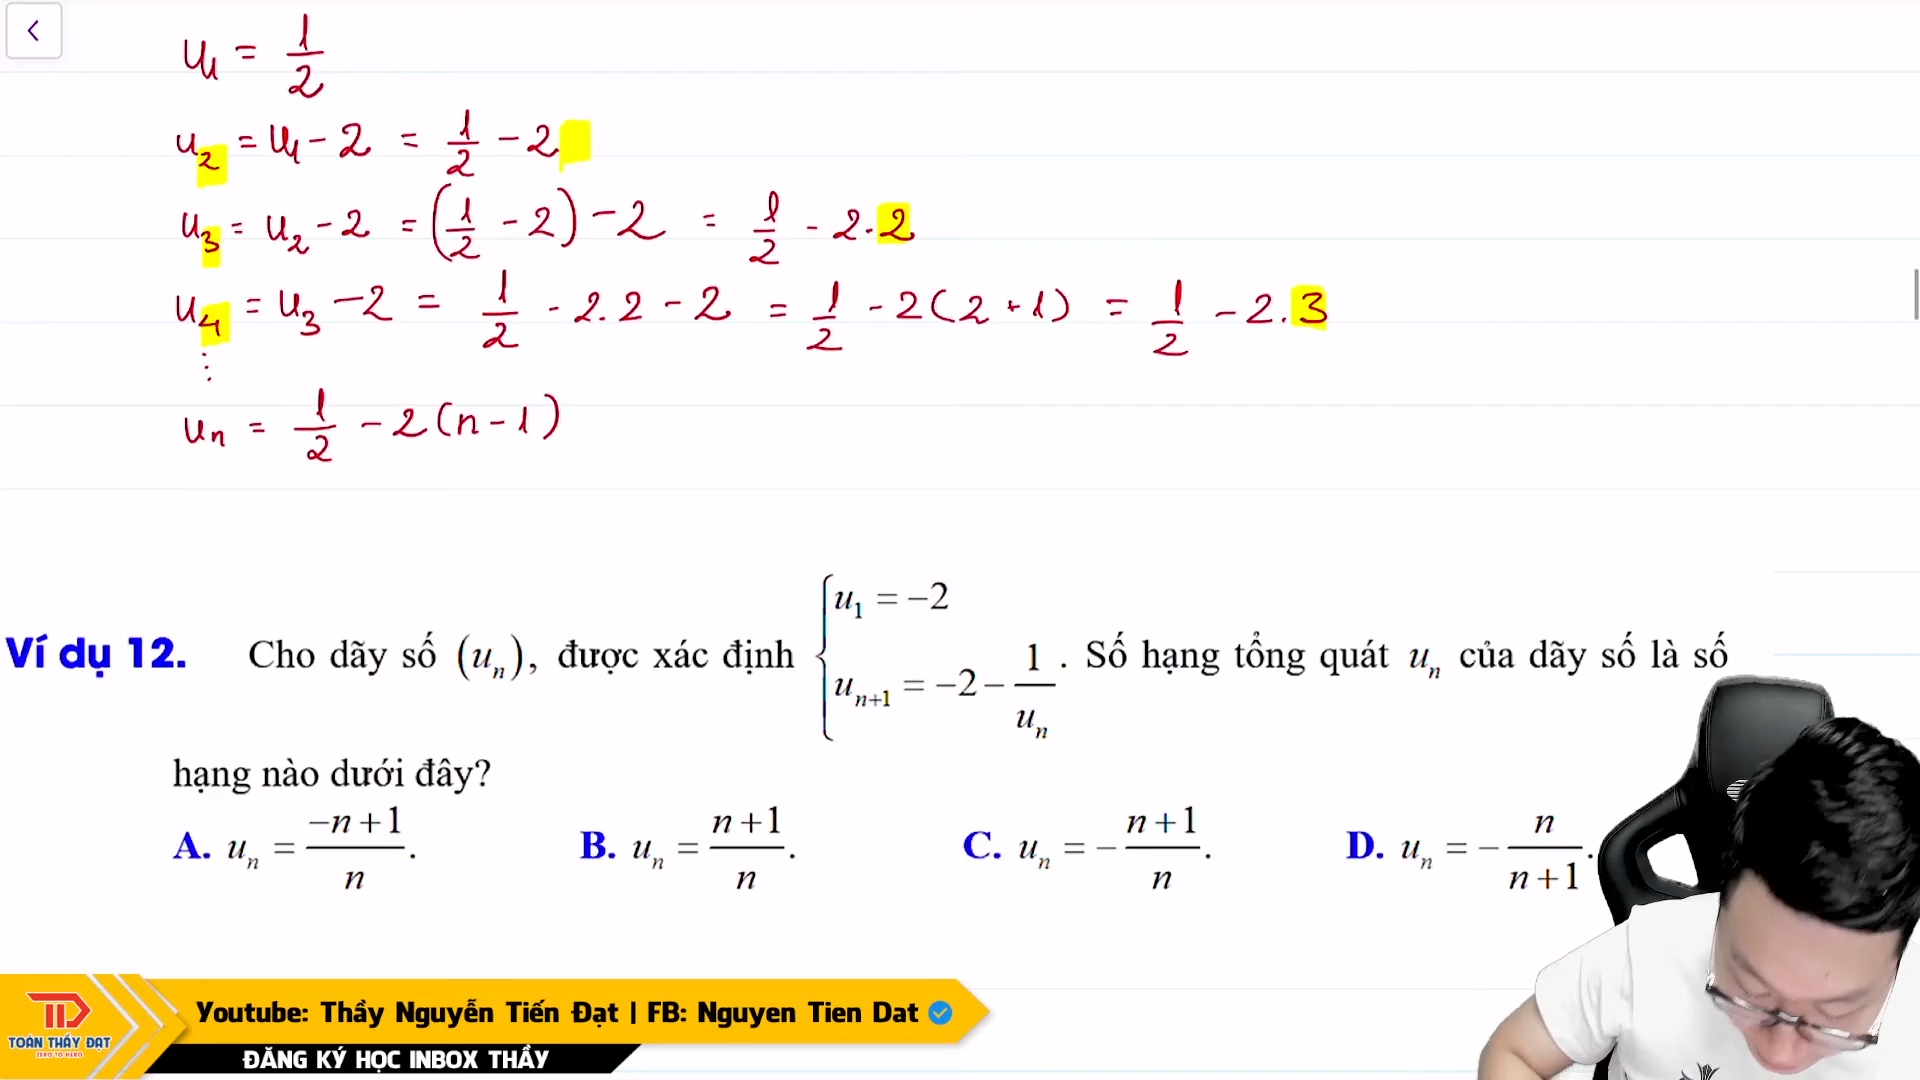 u₁ = 1/2
u₂ = u₁ - 2 = 1/2 - 2
u₃ = u₂ - 2 = (1/2 - 2) - 2 = 1/2 - 2.2
u₄ = u₃ - 2 = 1/2 - 2.2 - 2 = 1/2 - 2(2+1) = 1/2 - 2.3
⋮
uₙ = 1/2 - 2(n-1)
Ví dụ 12. Cho dãy số (uₙ), được xác định { u₁ = -2; uₙ₊₁ = -2 - 1/uₙ . Số hạng tổng quát uₙ của dãy số là số
hạng nào dưới đây?
A. uₙ = (-n+1)/n. B. uₙ = (n+1)/n. C. uₙ = -(n+1)/n. D. uₙ = -n/(n+1).
Youtube: Thầy Nguyễn Tiến Đạt | FB: Nguyen Tien Dat
TOÁN THẦY ĐẠT
ZERO TO HERO
ĐĂNG KÝ HỌC INBOX THẦY